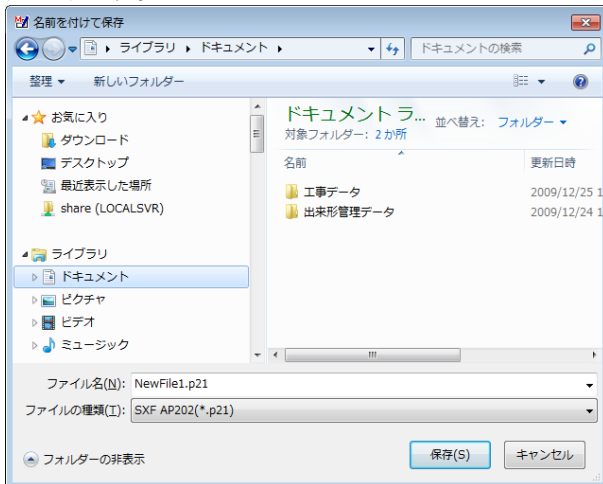 名前を付けて保存
ライブラリ ▸ ドキュメント ▸
ドキュメントの検索
整理 ▼ 新しいフォルダー
お気に入り
ダウンロード
デスクトップ
最近表示した場所
share (LOCALSVR)
ライブラリ
ドキュメント
ピクチャ
ビデオ
ミュージック
ドキュメント ラ...
並べ替え: フォルダー ▼
対象フォルダー: 2 か所
名前 更新日時
工事データ 2009/12/25 1
出来形管理データ 2009/12/24 1
ファイル名(N): NewFile1.p21
ファイルの種類(T): SXF AP202(*.p21)
フォルダーの非表示
保存(S) キャンセル